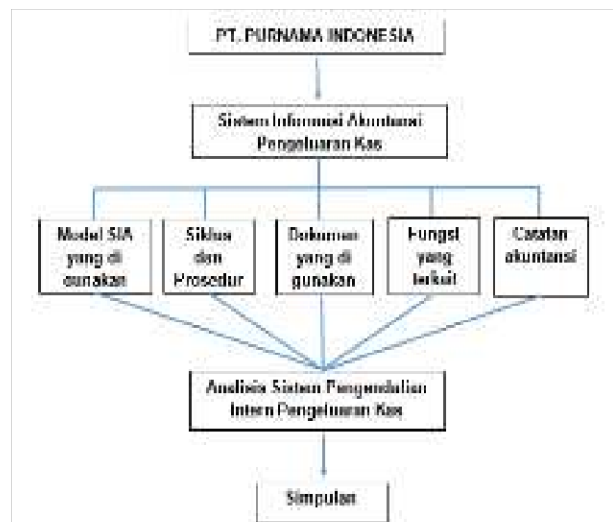 PT. PURNAMA INDONESIA
Sistem Informasi Akuntansi
Pengeluaran Kas
Model SIA
yang di
gunakan
Siklus
dan
Prosedur
Dokumen
yang di
gunakan
Fungsi
yang
terkait
Catatan
akuntansi
Analisis Sistem Pengendalian
Intern Pengeluaran Kas
Simpulan